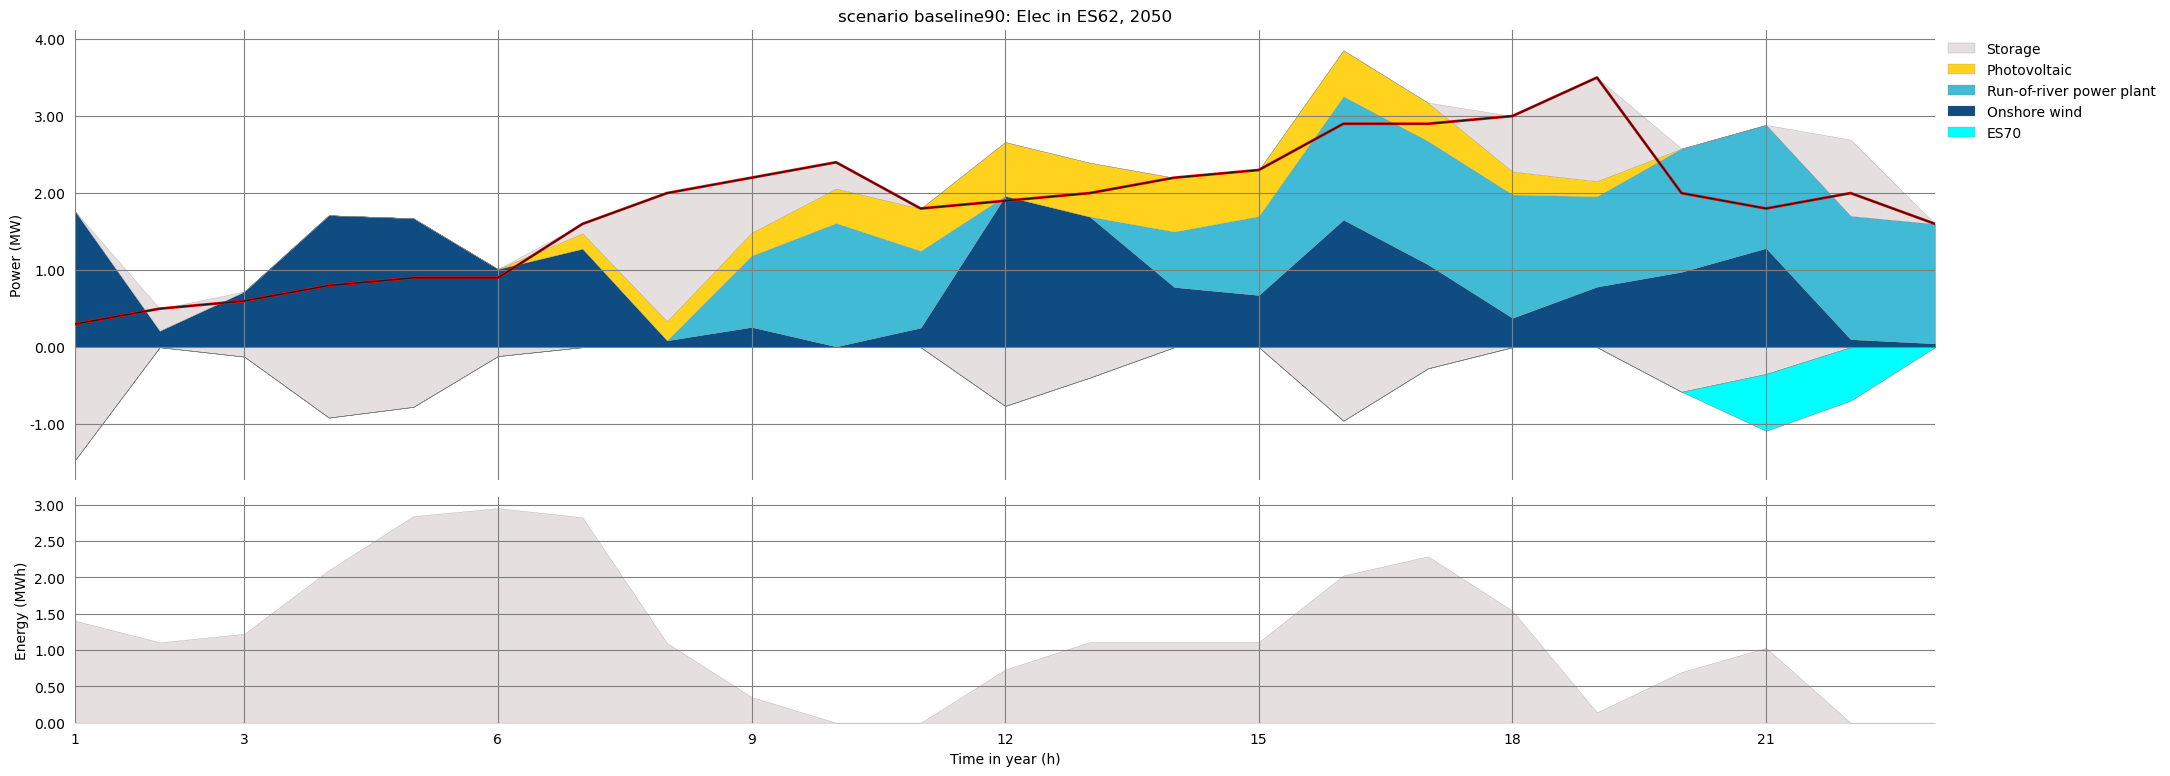 scenario baseline90: Elec in ES62, 2050
4.00
3.00
2.00
1.00
0.00
-1.00
Power (MW)
Storage
Photovoltaic
Run-of-river power plant
Onshore wind
ES70
3.00
2.50
2.00
1.50
1.00
0.50
0.00
Energy (MWh)
1 3 6 9 12 15 18 21
Time in year (h)